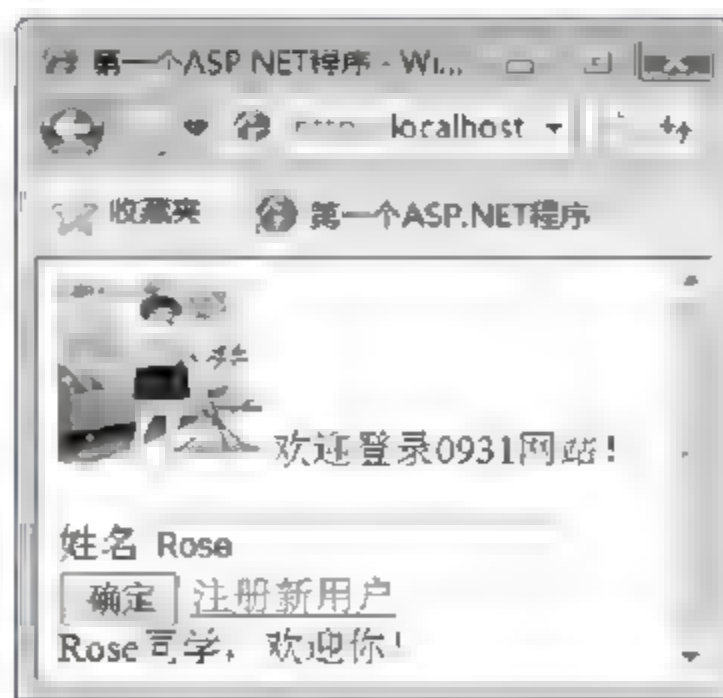 第一个ASP NET程序 - Wi...
localhost
收藏夹 第一个ASP.NET程序
欢迎登录0931网站!
姓名 Rose
确定 注册新用户
Rose同学，欢迎你!